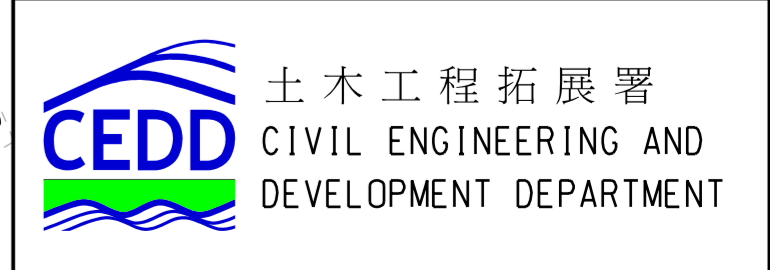 CEDD
土木工程拓展署
CIVIL ENGINEERING AND
DEVELOPMENT DEPARTMENT